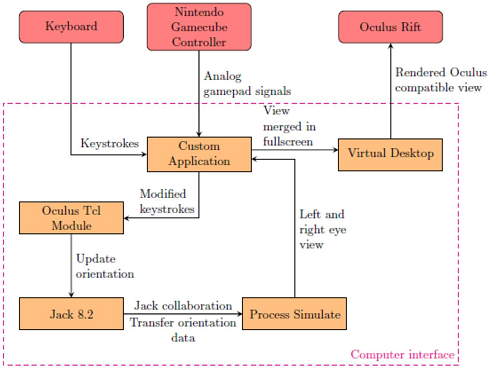 Keyboard
Nintendo
Gamecube
Controller
Oculus Rift
Analog
gamepad signals
Rendered Oculus
compatible view
View
merged in
fullscreen
Keystrokes
Custom
Application
Virtual Desktop
Modified
keystrokes
Oculus Tcl
Module
Left and
right eye
view
Update
orientation
Jack 8.2
Jack collaboration
Transfer orientation
data
Process Simulate
Computer interface